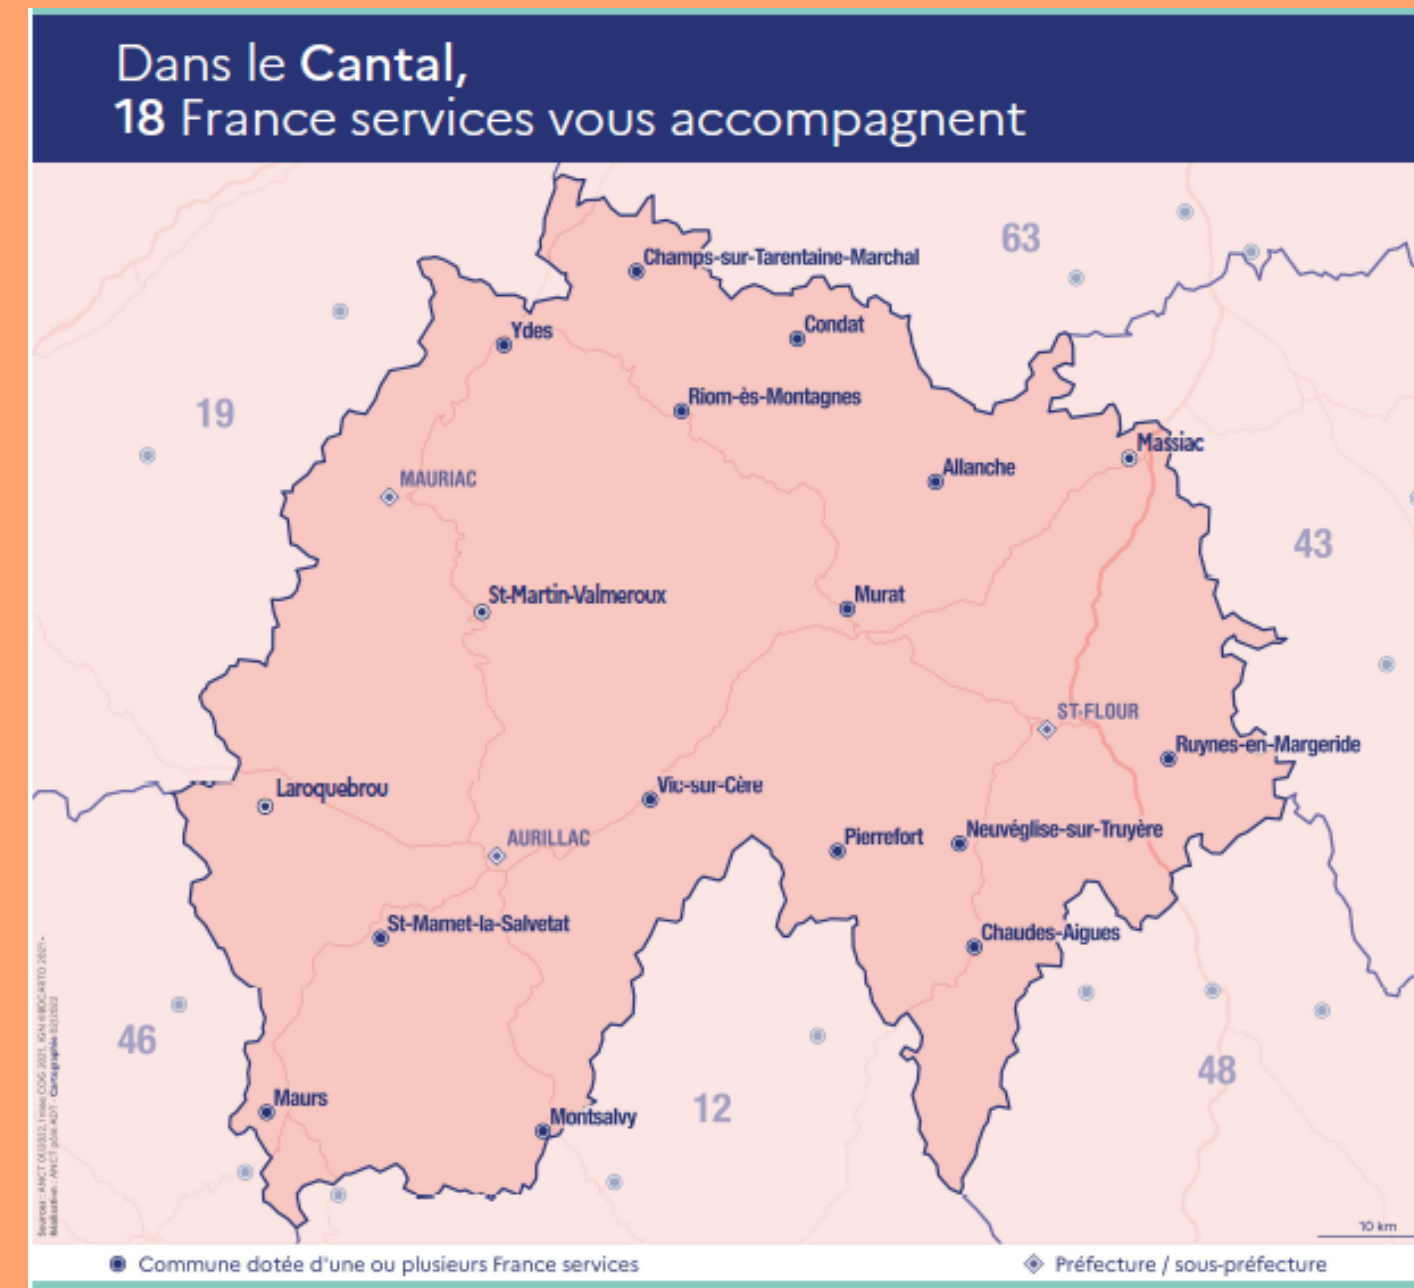 Dans le Cantal,
18 France services vous accompagnent
63
Champs-sur-Tarentaine-Marchal
Condat
Ydes
Riom-ès-Montagnes
19
Massiac
Allanche
MAURIAC
43
St-Martin-Valmeroux
Murat
ST-FLOUR
Ruynes-en-Margeride
Laroquebrou
Vic-sur-Cère
Neuvéglise-sur-Truyère
Pierrefort
AURILLAC
St-Mamet-la-Salvetat
Chaudes-Aigues
46
48
Maurs
12
Montsalvy
10 km
Commune dotée d'une ou plusieurs France services
Préfecture / sous-préfecture